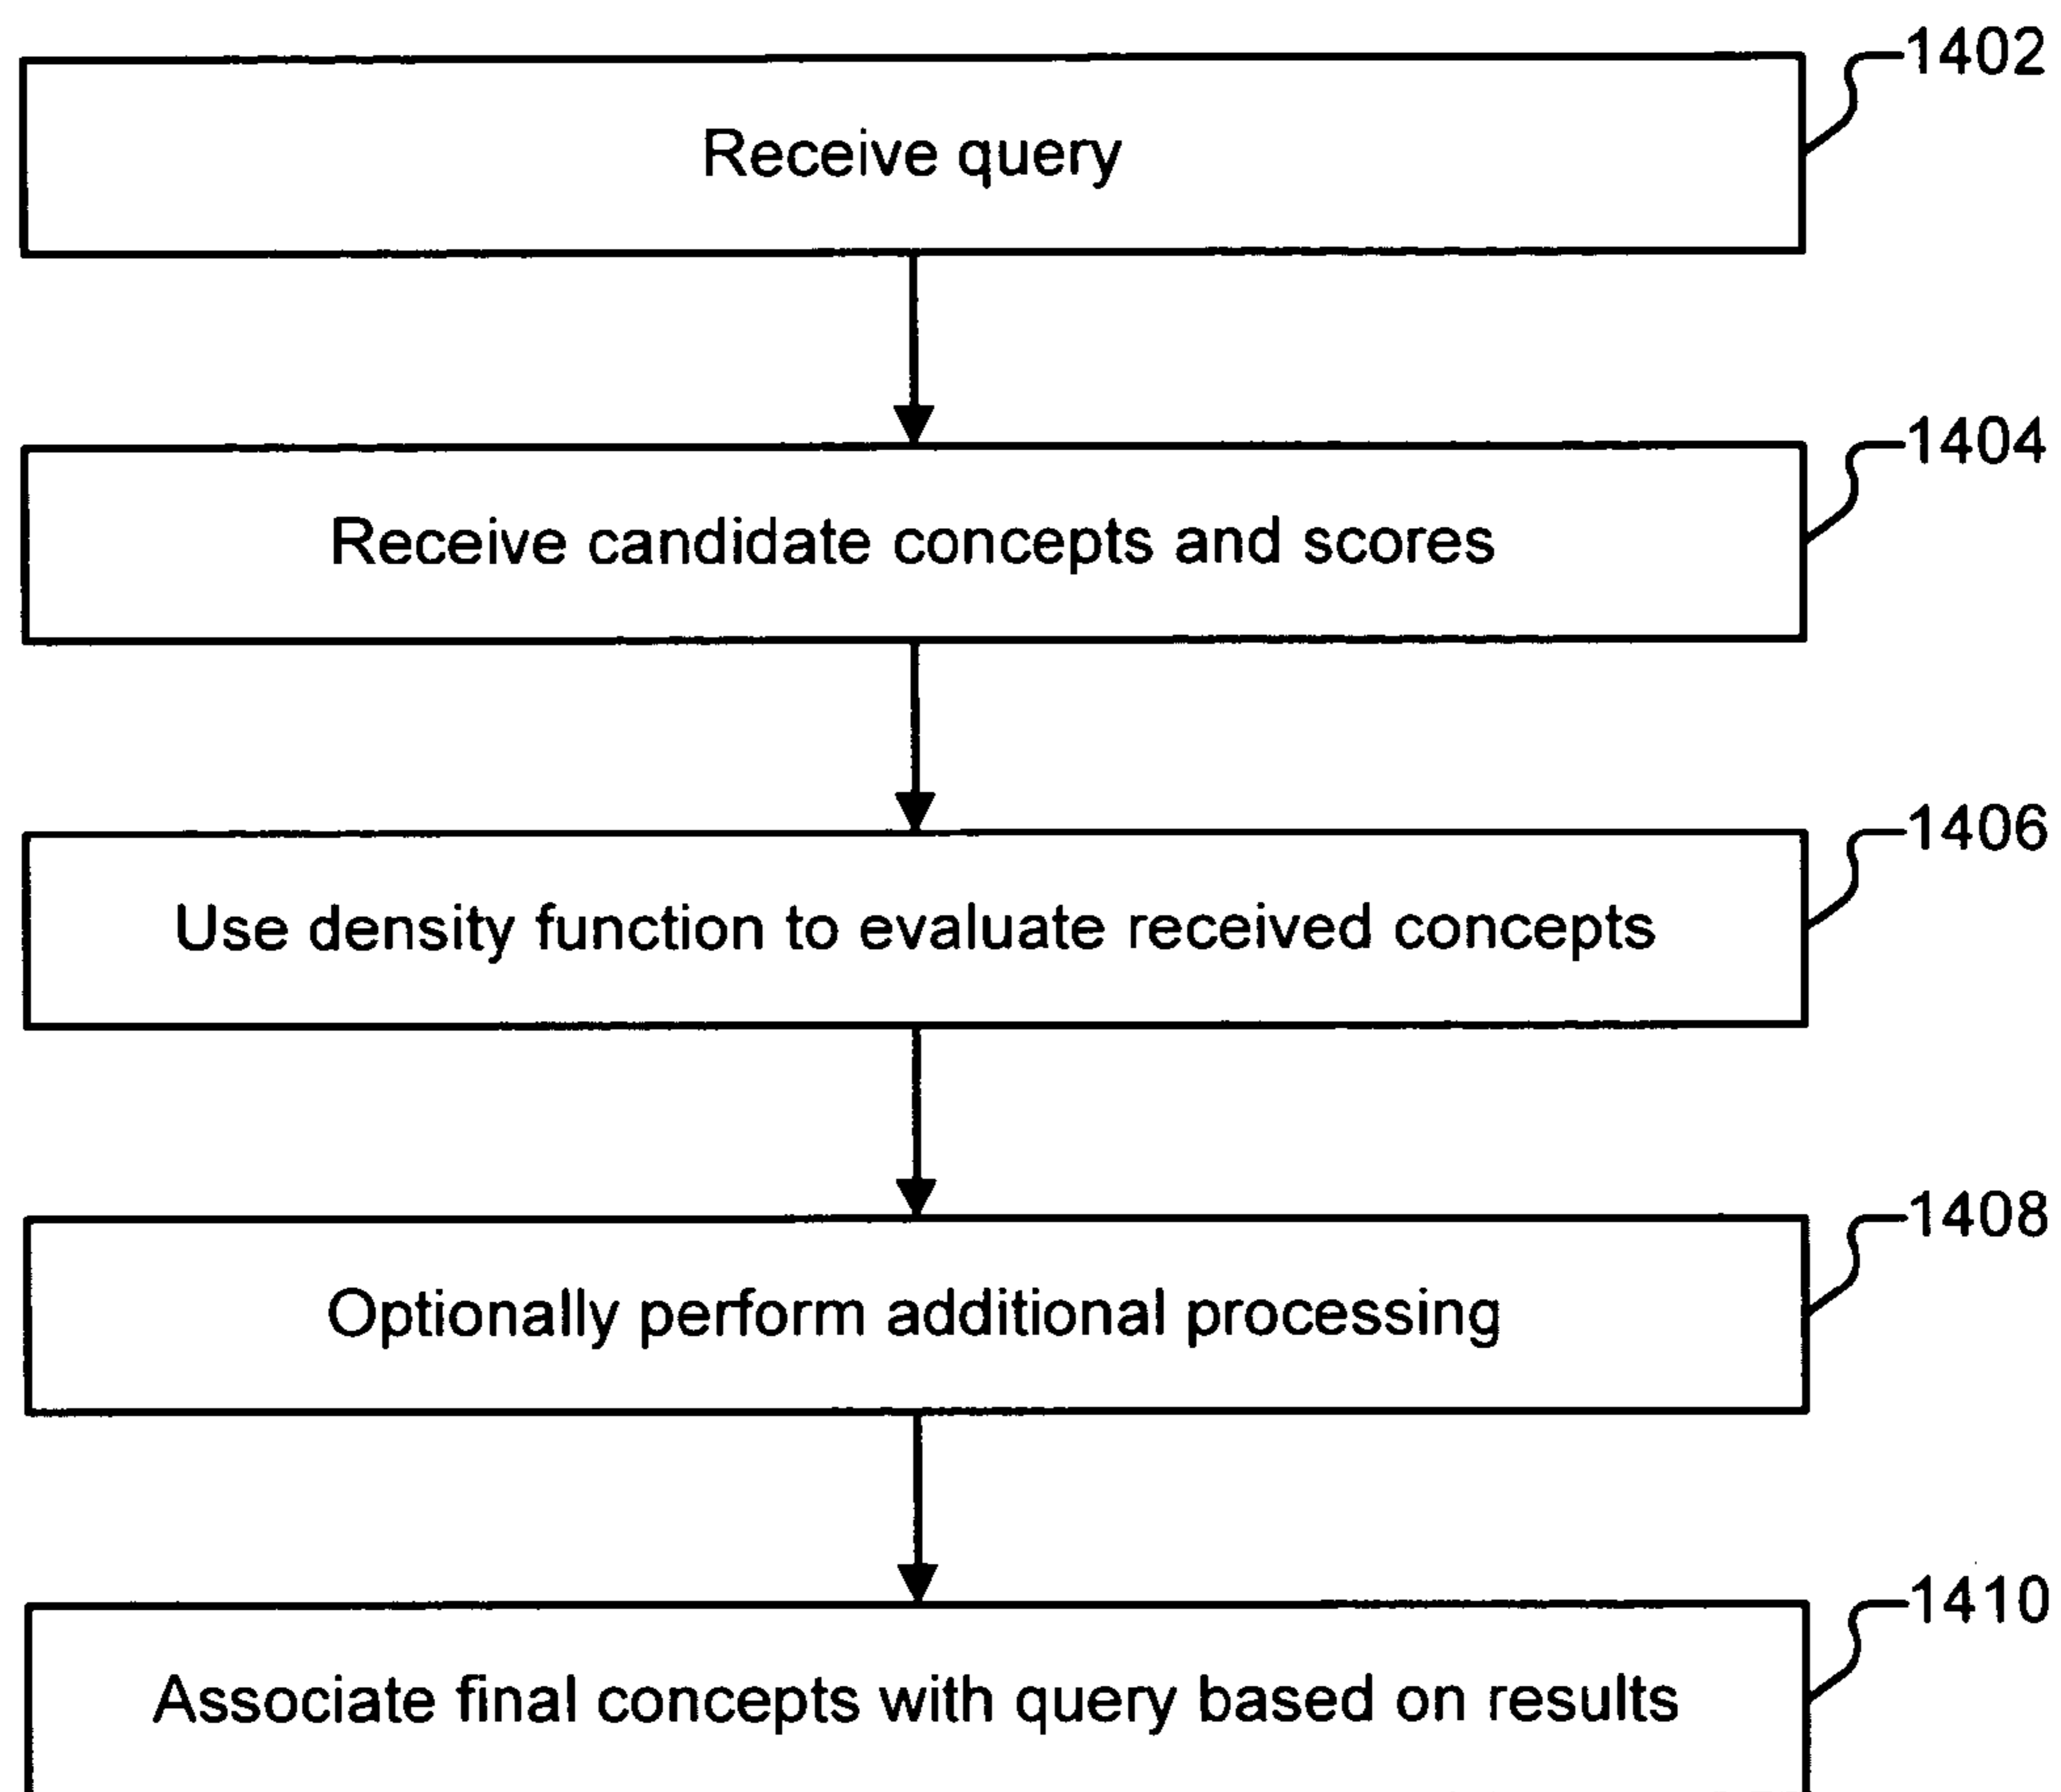 1402
Receive query
1404
Receive candidate concepts and scores
1406
Use density function to evaluate received concepts
1408
Optionally perform additional processing
1410
Associate final concepts with query based on results